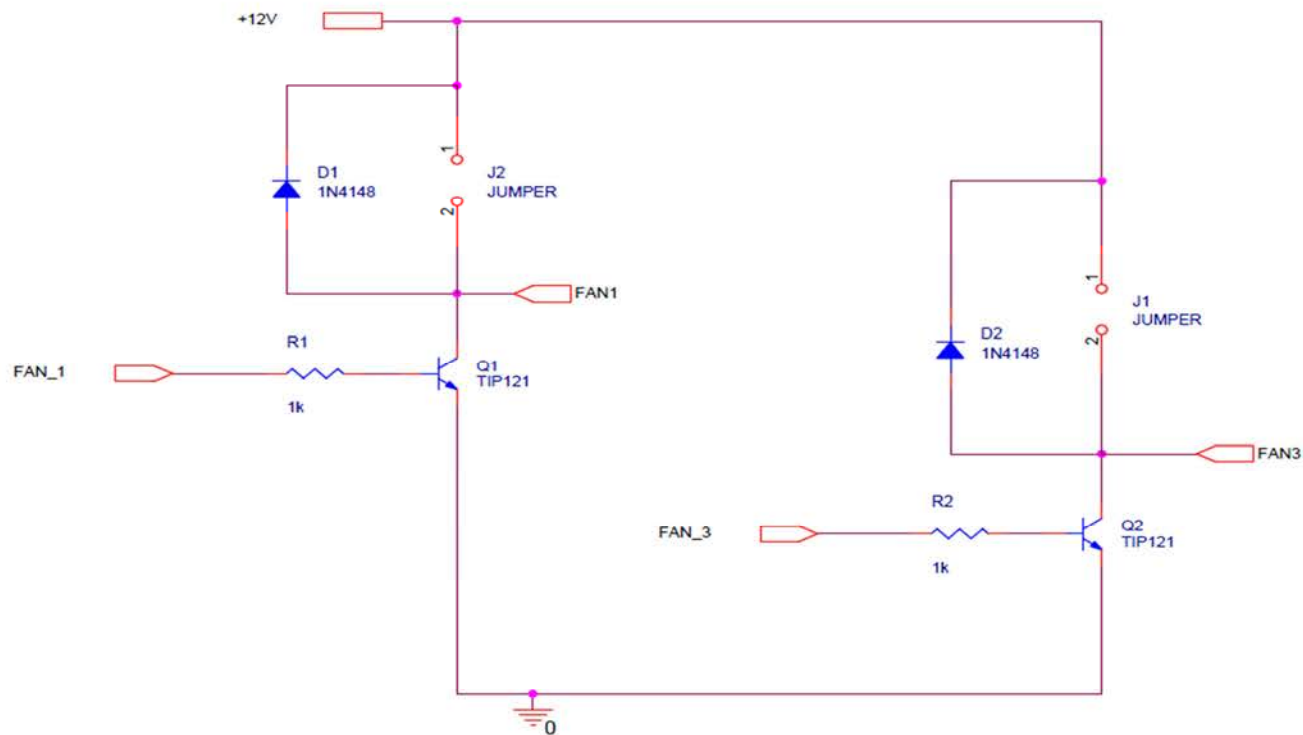 +12V
D1
1N4148
1
J2
JUMPER
2
FAN1
R1
FAN_1
Q1
TIP121
1k
1
J1
JUMPER
D2
1N4148
2
FAN3
R2
FAN_3
Q2
TIP121
1k
0